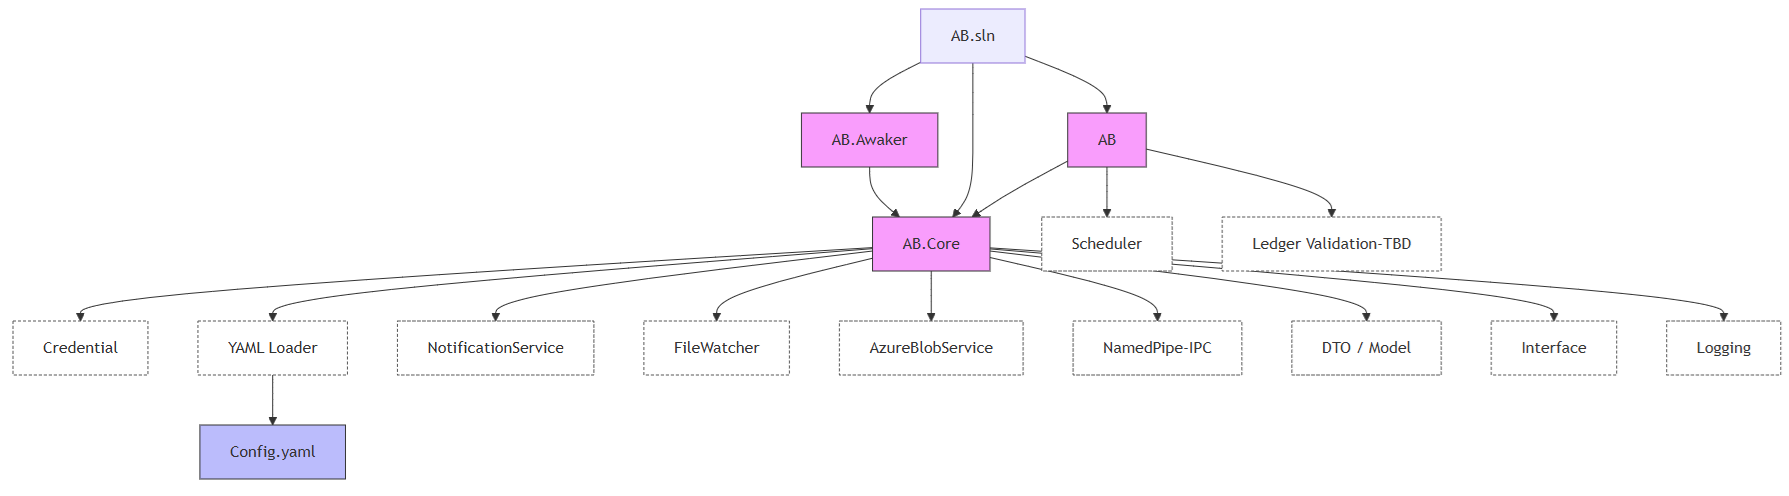 AB.sln
AB.Awaker
AB
AB.Core
Scheduler
Ledger Validation-TBD
Credential
YAML Loader
NotificationService
FileWatcher
AzureBlobService
NamedPipe-IPC
DTO / Model
Interface
Logging
Config.yaml